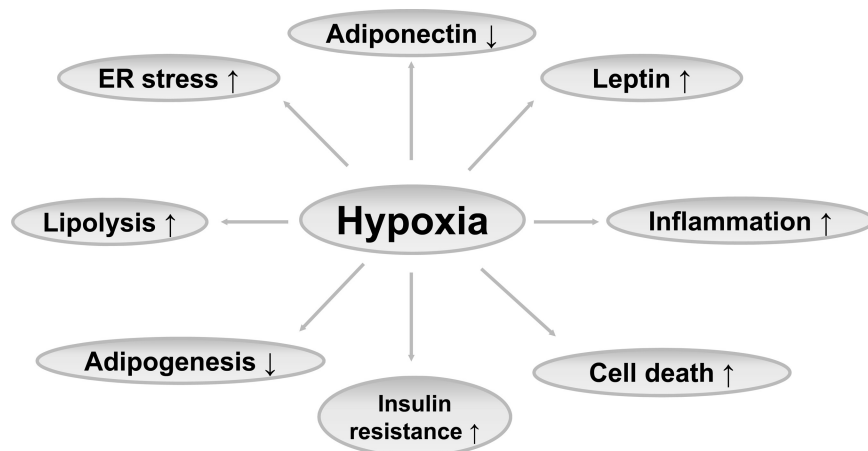 Adiponectin ↓
ER stress ↑
Leptin ↑
Lipolysis ↑
Hypoxia
Inflammation ↑
Adipogenesis ↓
Cell death ↑
Insulin
resistance ↑